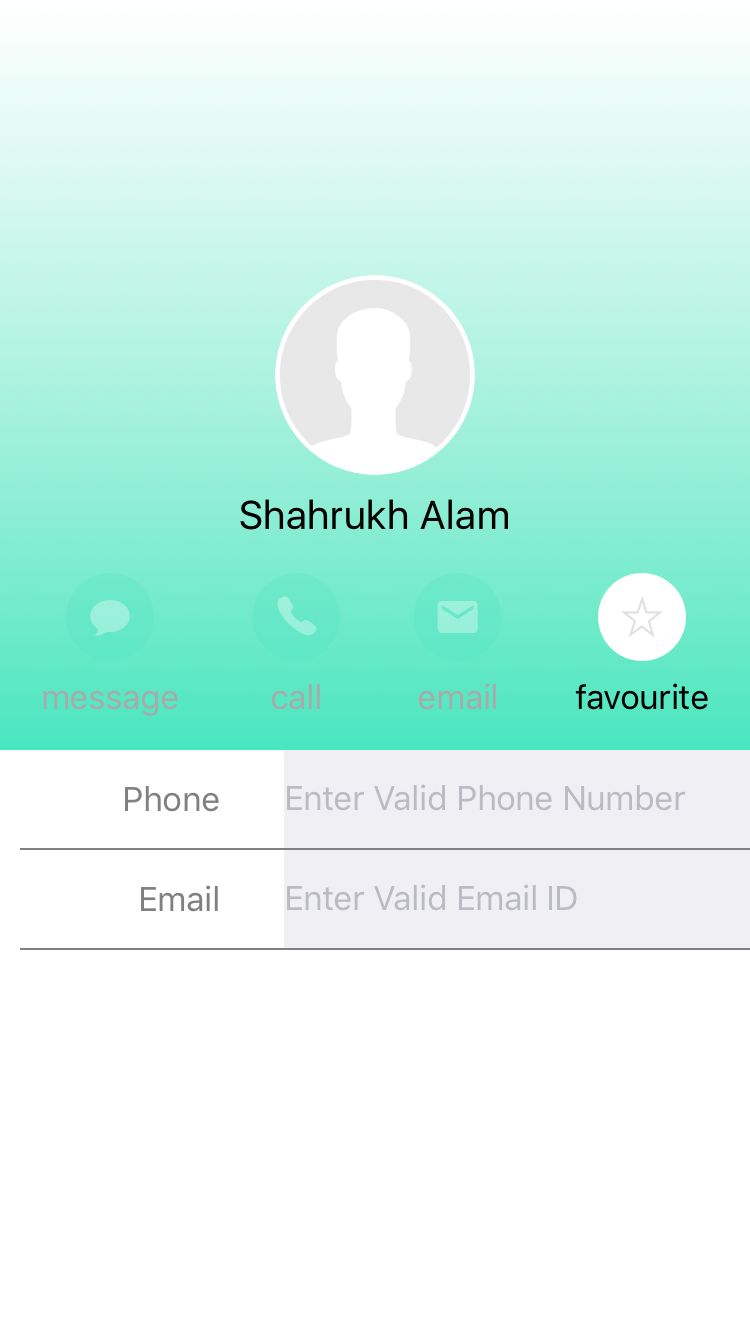 Shahrukh Alam
message call email favourite
Phone Enter Valid Phone Number
Email Enter Valid Email ID